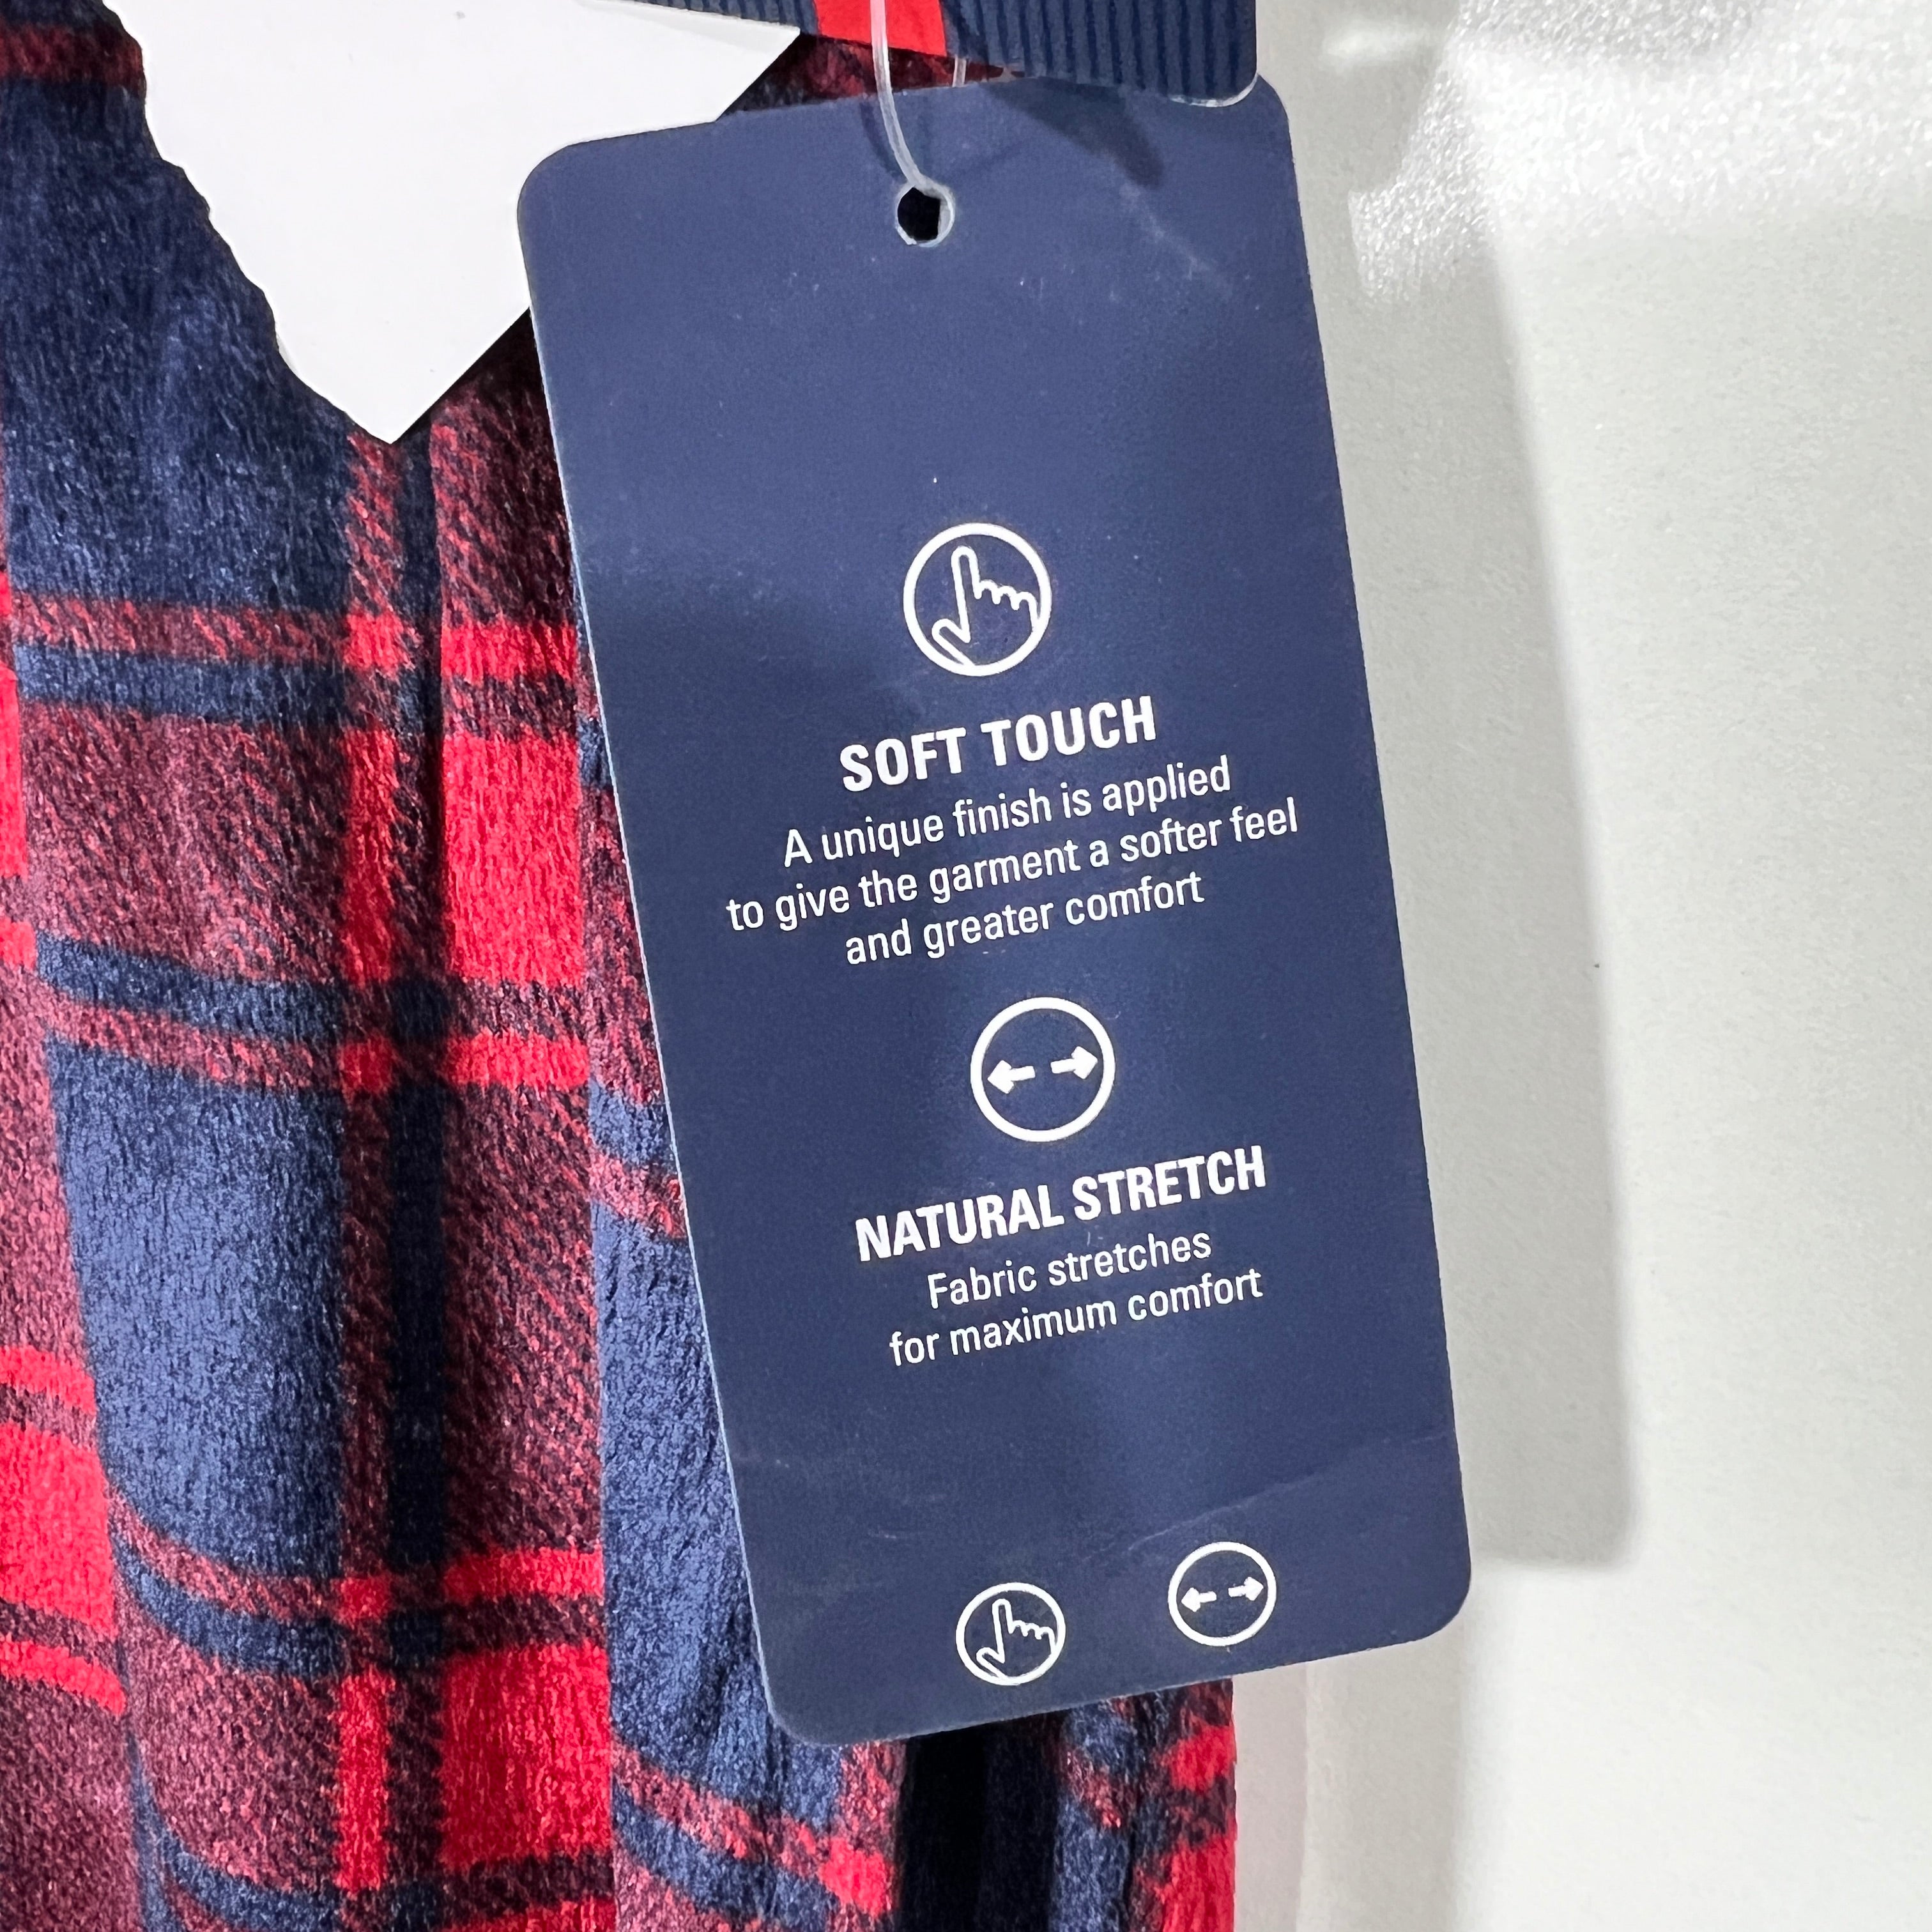 SOFT TOUCH
A unique finish is applied
to give the garment a softer feel
and greater comfort
NATURAL STRETCH
Fabric stretches
for maximum comfort